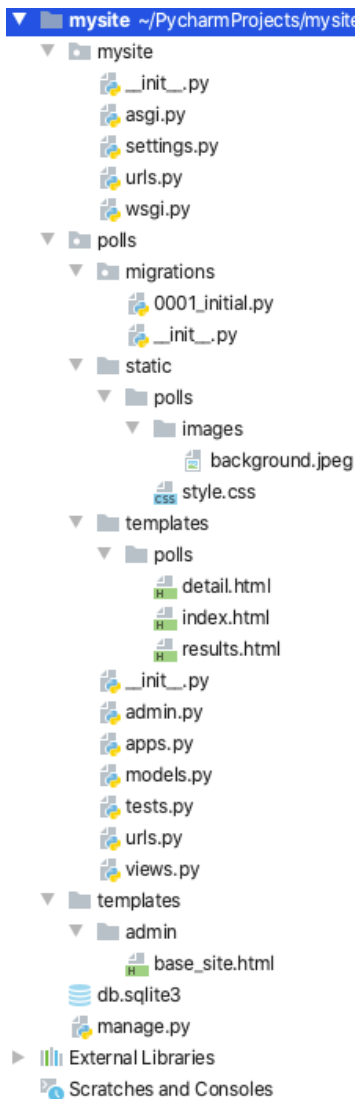 mysite ~/PycharmProjects/mysite
mysite
__init__.py
asgi.py
settings.py
urls.py
wsgi.py
polls
migrations
0001_initial.py
__init__.py
static
polls
images
background.jpeg
style.css
templates
polls
detail.html
index.html
results.html
__init__.py
admin.py
apps.py
models.py
tests.py
urls.py
views.py
templates
admin
base_site.html
db.sqlite3
manage.py
External Libraries
Scratches and Consoles